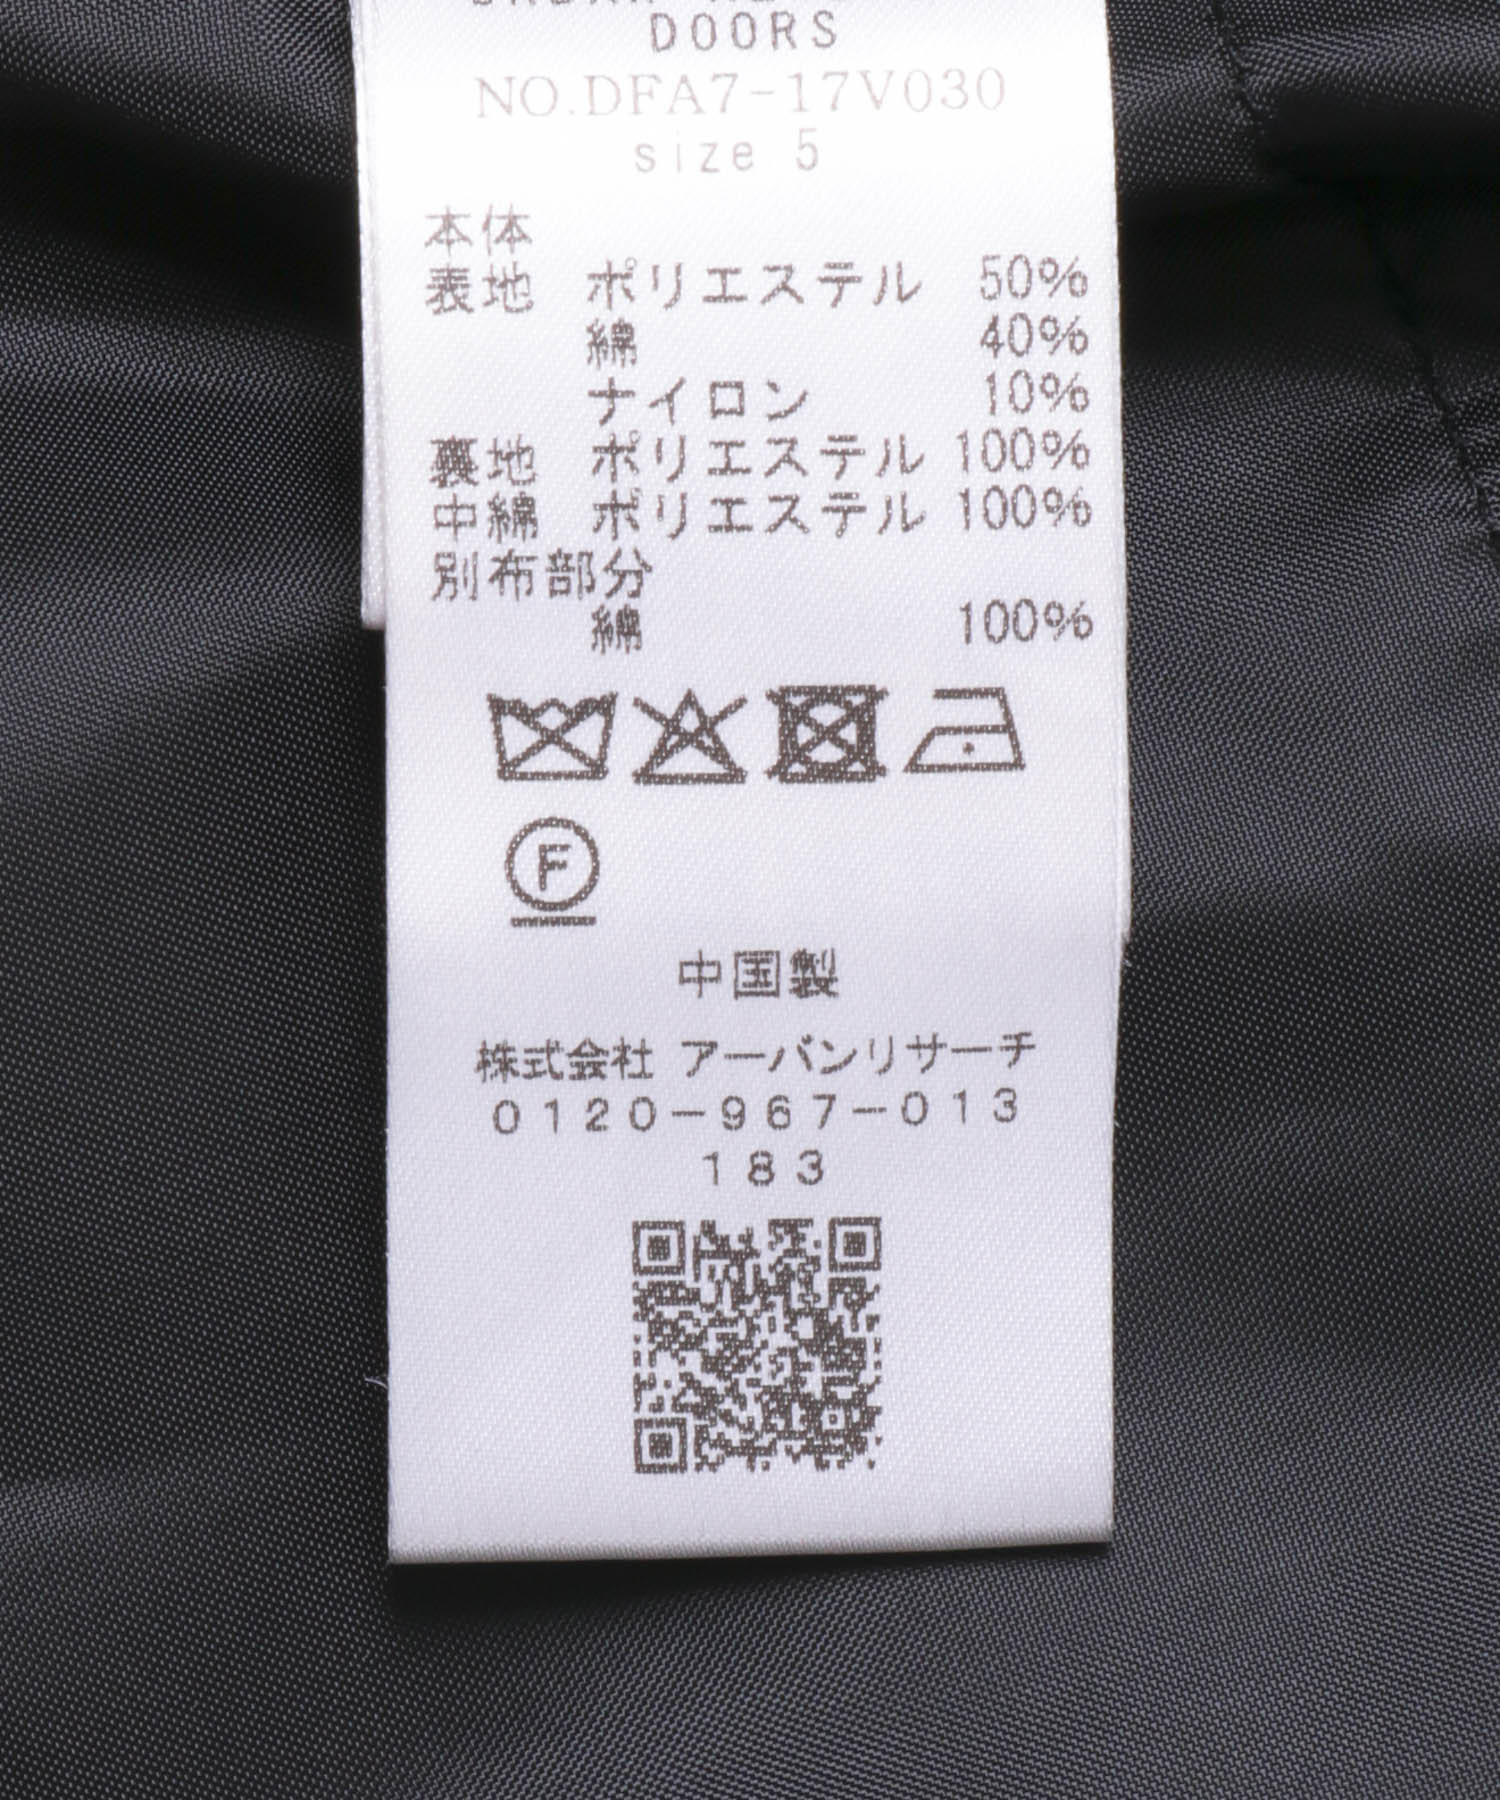 DOORS
NO.DFA7-17V030
size 5
本体
表地 ポリエステル 50%
綿 40%
ナイロン 10%
裏地 ポリエステル 100%
中綿 ポリエステル 100%
別布部分
綿 100%
F
中国製
株式会社 アーバンリサーチ
0120-967-013
183